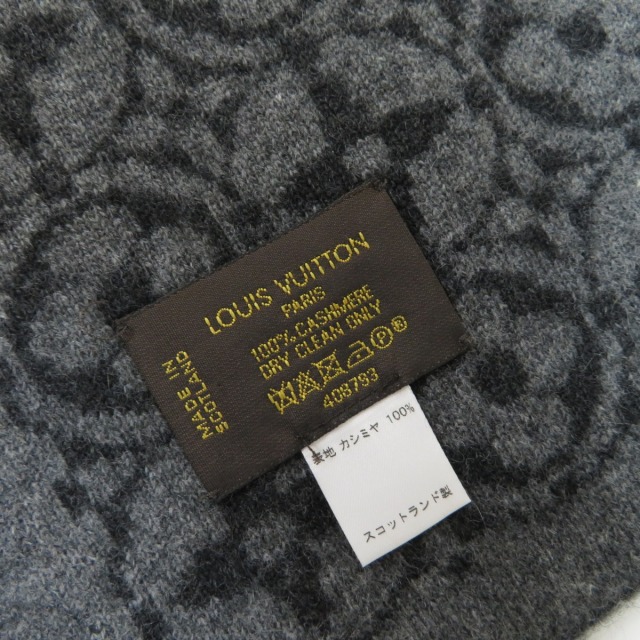 LOUIS VUITTON
PARIS
100% CASHMERE
DRY CLEAN ONLY
P
408703
MADE IN
SCOTLAND
表地 カシミヤ 100%
スコットランド製